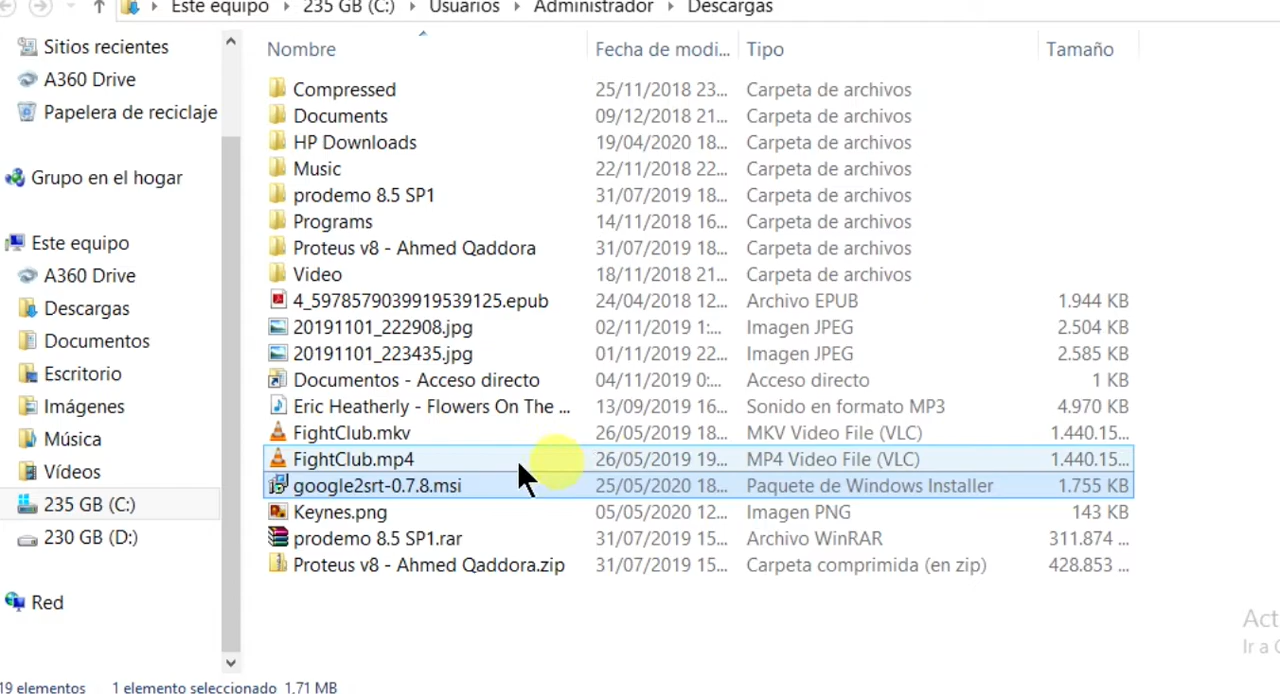 Este equipo › 235 GB (C:) › Usuarios › Administrador › Descargas
Sitios recientes
A360 Drive
Papelera de reciclaje
Grupo en el hogar
Este equipo
A360 Drive
Descargas
Documentos
Escritorio
Imágenes
Música
Vídeos
235 GB (C:)
230 GB (D:)
Red
Nombre Fecha de modi... Tipo Tamaño
Compressed 25/11/2018 23... Carpeta de archivos
Documents 09/12/2018 21... Carpeta de archivos
HP Downloads 19/04/2020 18... Carpeta de archivos
Music 22/11/2018 22... Carpeta de archivos
prodemo 8.5 SP1 31/07/2019 18... Carpeta de archivos
Programs 14/11/2018 16... Carpeta de archivos
Proteus v8 - Ahmed Qaddora 31/07/2019 18... Carpeta de archivos
Video 18/11/2018 21... Carpeta de archivos
4_5978579039919539125.epub 24/04/2018 12... Archivo EPUB 1.944 KB
20191101_222908.jpg 02/11/2019 1:... Imagen JPEG 2.504 KB
20191101_223435.jpg 01/11/2019 22... Imagen JPEG 2.585 KB
Documentos - Acceso directo 04/11/2019 0:... Acceso directo 1 KB
Eric Heatherly - Flowers On The ... 13/09/2019 16... Sonido en formato MP3 4.970 KB
FightClub.mkv 26/05/2019 18... MKV Video File (VLC) 1.440.15...
FightClub.mp4 26/05/2019 19... MP4 Video File (VLC) 1.440.15...
google2srt-0.7.8.msi 25/05/2020 18... Paquete de Windows Installer 1.755 KB
Keynes.png 05/05/2020 12... Imagen PNG 143 KB
prodemo 8.5 SP1.rar 31/07/2019 15... Archivo WinRAR 311.874 ...
Proteus v8 - Ahmed Qaddora.zip 31/07/2019 15... Carpeta comprimida (en zip) 428.853 ...
Act
Ir a C
19 elementos 1 elemento seleccionado 1,71 MB